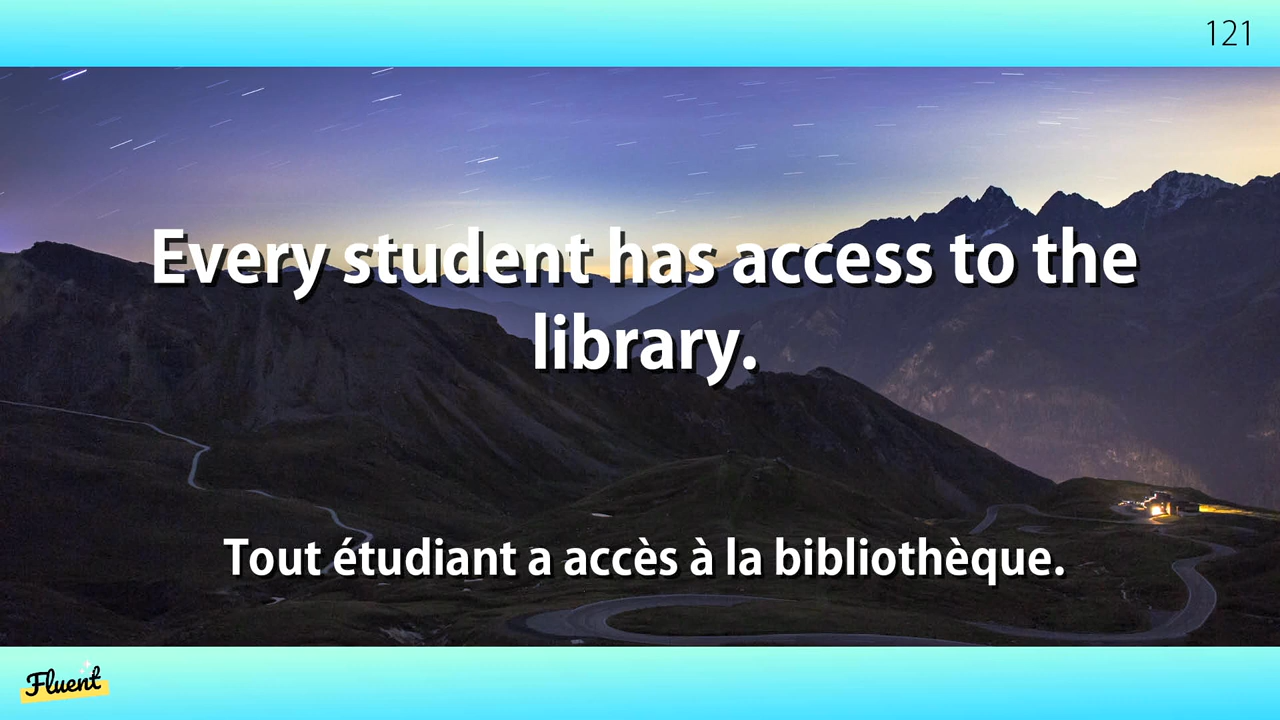 121
Every student has access to the
library.
Tout étudiant a accès à la bibliothèque.
Fluent